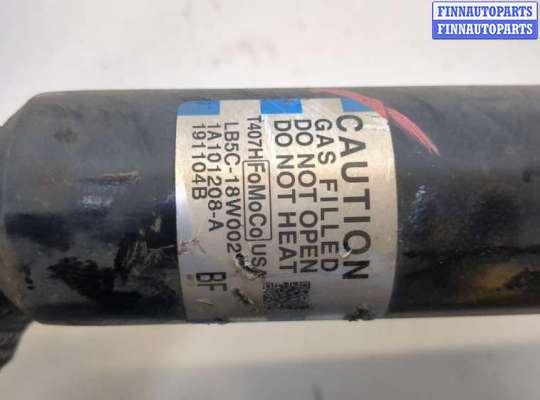 FINNAUTOPARTS
FINNAUTOPARTS
CAUTION
GAS FILLED
DO NOT OPEN
DO NOT HEAT
T407H FoMoCo USA
LB5C-18W002
1A101208-A
191104B
BF